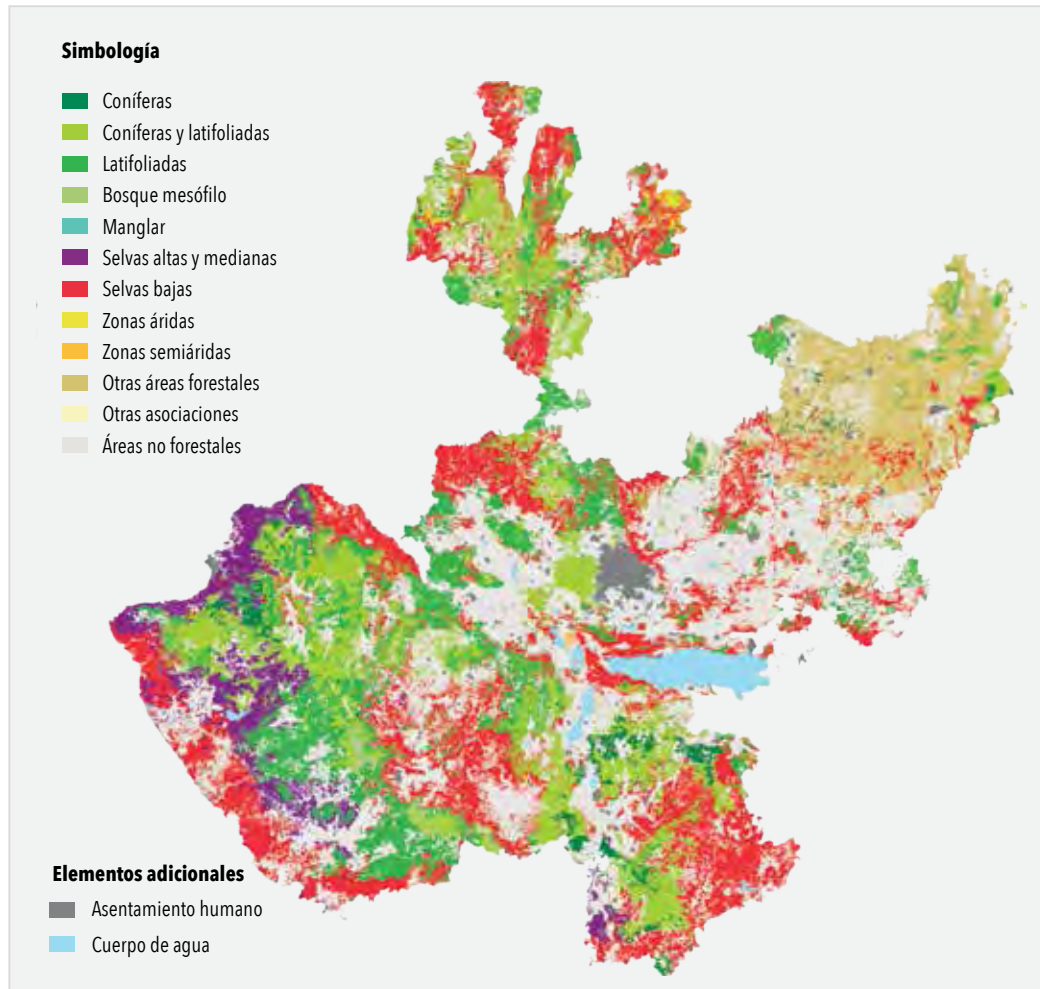 Simbología
Coníferas
Coníferas y latifoliadas
Latifoliadas
Bosque mesófilo
Manglar
Selvas altas y medianas
Selvas bajas
Zonas áridas
Zonas semiáridas
Otras áreas forestales
Otras asociaciones
Áreas no forestales
Elementos adicionales
Asentamiento humano
Cuerpo de agua